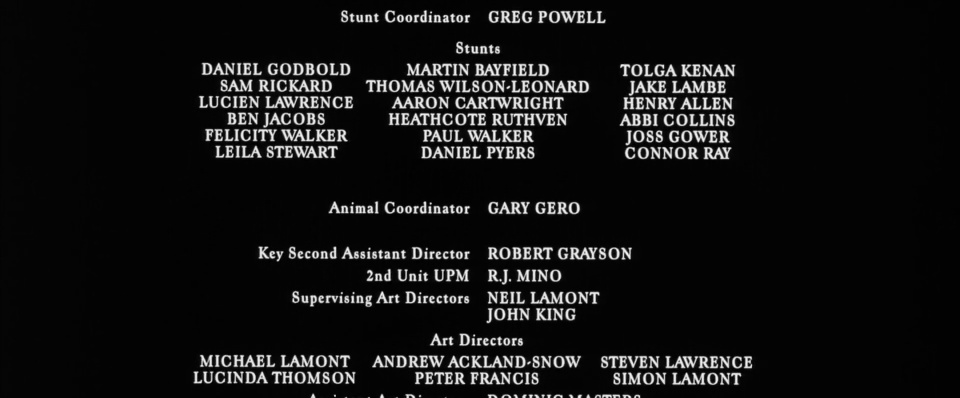 Stunt Coordinator GREG POWELL
Stunts
DANIEL GODBOLD MARTIN BAYFIELD TOLGA KENAN
SAM RICKARD THOMAS WILSON-LEONARD JAKE LAMBE
LUCIEN LAWRENCE AARON CARTWRIGHT HENRY ALLEN
BEN JACOBS HEATHCOTE RUTHVEN ABBI COLLINS
FELICITY WALKER PAUL WALKER JOSS GOWER
LEILA STEWART DANIEL PYERS CONNOR RAY
Animal Coordinator GARY GERO
Key Second Assistant Director ROBERT GRAYSON
2nd Unit UPM R.J. MINO
Supervising Art Directors NEIL LAMONT
JOHN KING
Art Directors
MICHAEL LAMONT ANDREW ACKLAND-SNOW STEVEN LAWRENCE
LUCINDA THOMSON PETER FRANCIS SIMON LAMONT